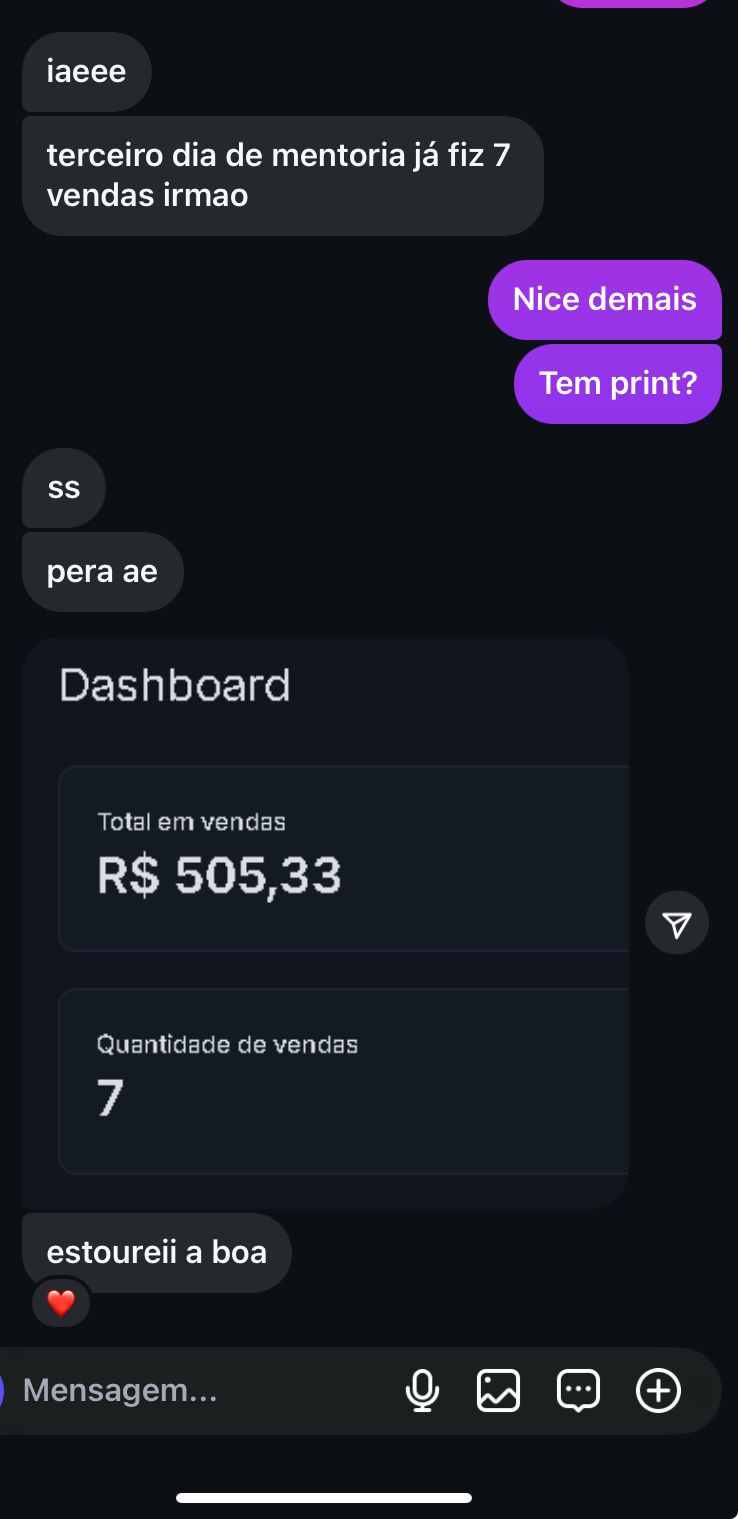 iaeee
terceiro dia de mentoria já fiz 7
vendas irmao
Nice demais
Tem print?
ss
pera ae
Dashboard
Total em vendas
R$ 505,33
Quantidade de vendas
7
estoureii a boa
Mensagem...